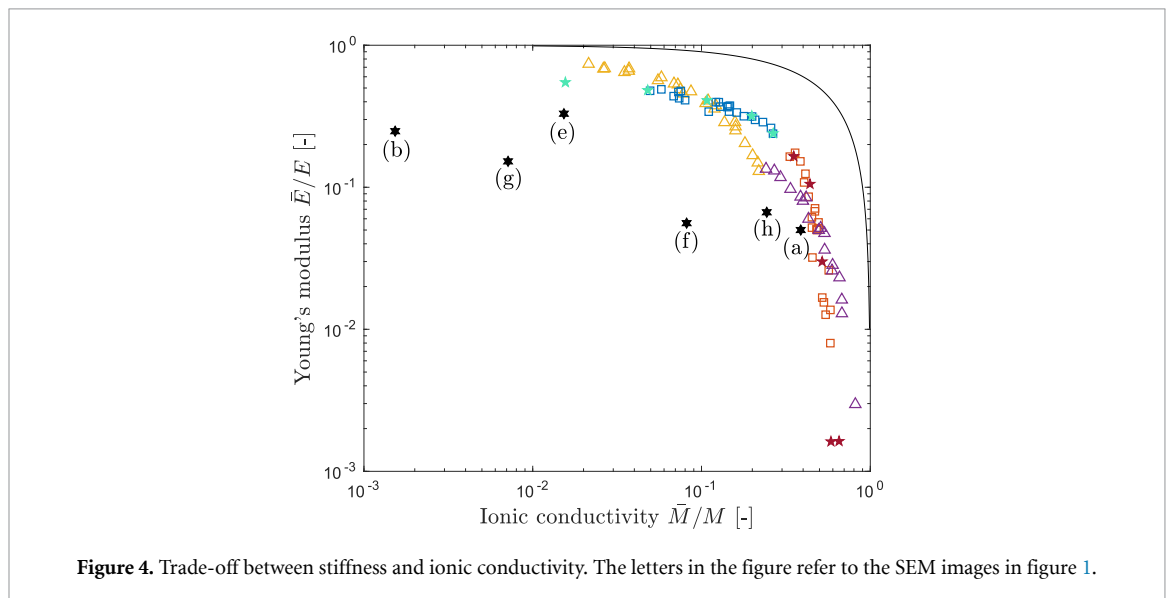 10^0
10^-1
10^-2
10^-3
Young's modulus Ē/E [-]
(b)
(e)
(g)
(f)
(h)
(a)
10^-3
10^-2
10^-1
10^0
Ionic conductivity M̄/M [-]
Figure 4. Trade-off between stiffness and ionic conductivity. The letters in the figure refer to the SEM images in figure 1.